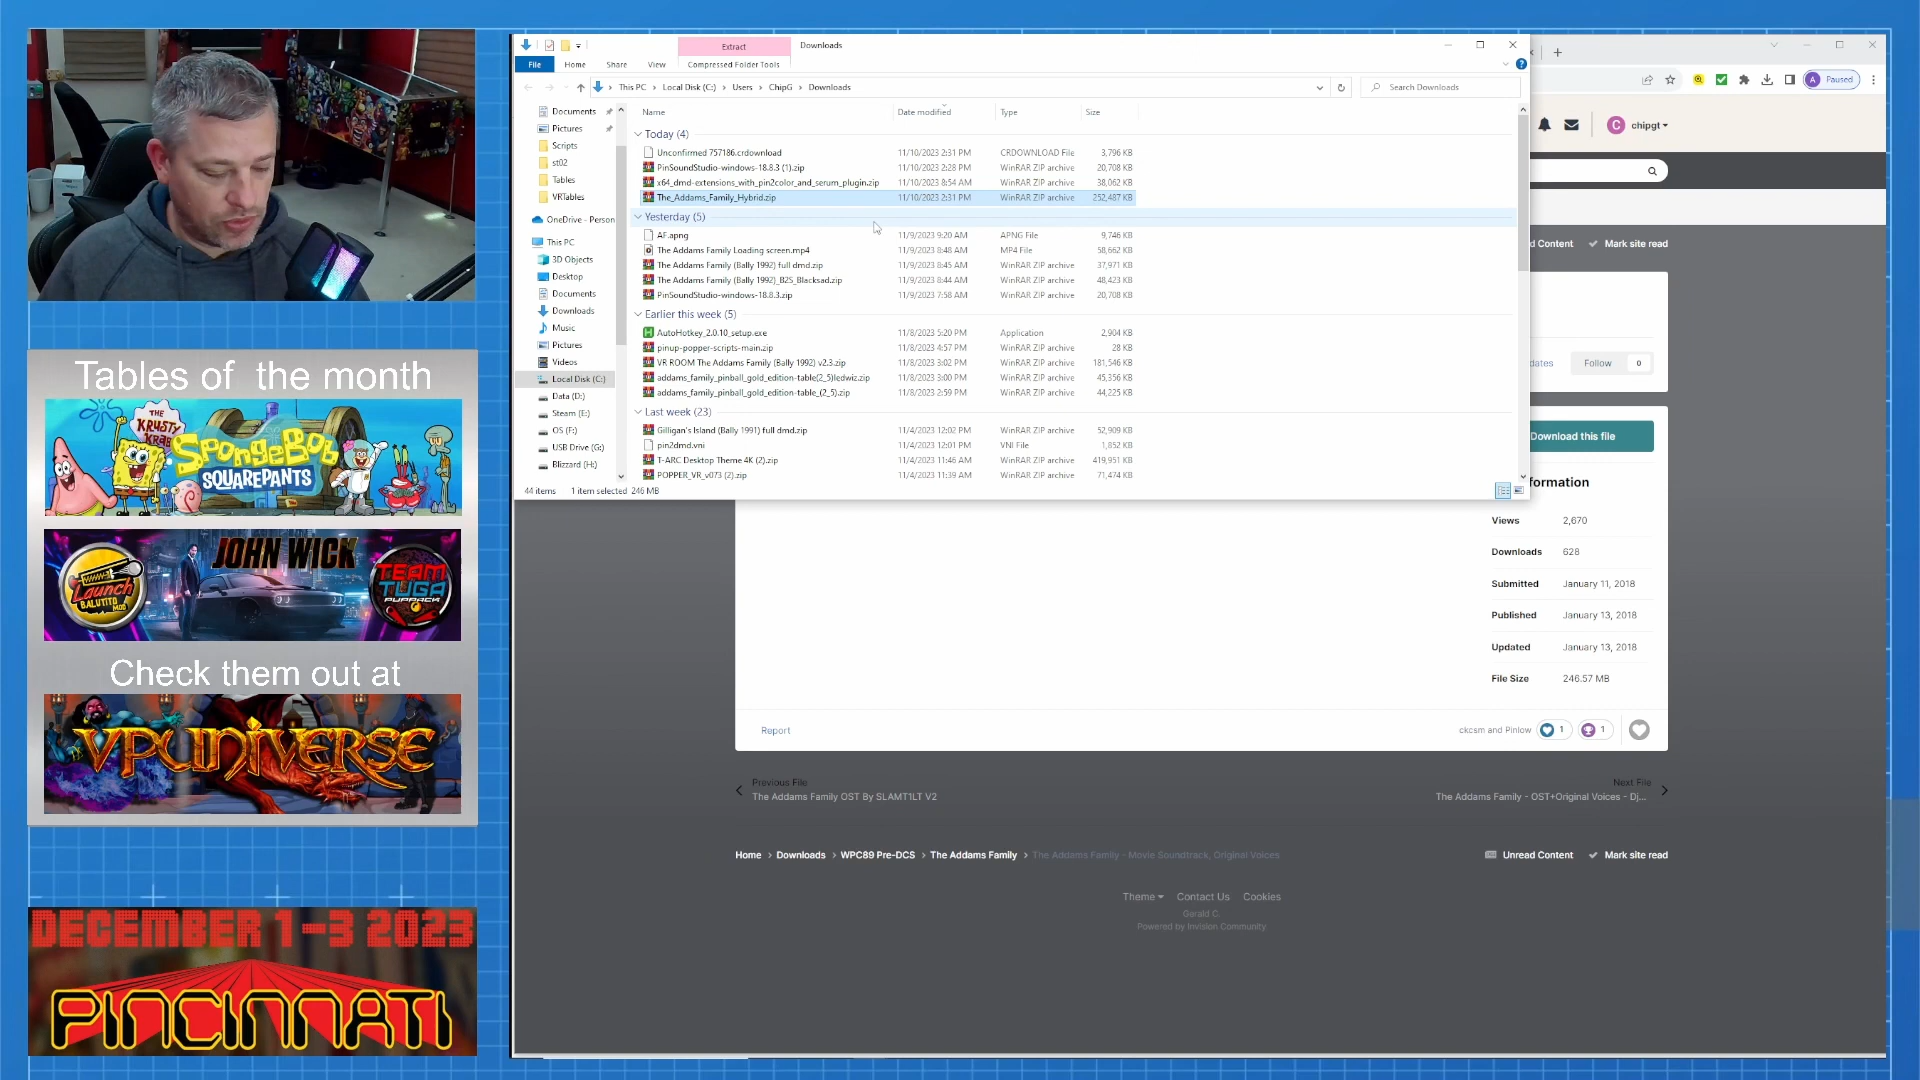 Tables of the month
THE KRUSTY KRAB
SpongeBob
SQUAREPANTS
Launch
BALUTITO MOD
JOHN WICK
TEAM TUGA
PUPPACK
Check them out at
VPUNIVERSE
DECEMBER 1-3 2023
PINCINNATI
Extract
Downloads
File
Home
Share
View
Compressed Folder Tools
This PC > Local Disk (C:) > Users > ChipG > Downloads
Search Downloads
Documents
Pictures
Scripts
st02
Tables
VRTables
OneDrive - Person
This PC
3D Objects
Desktop
Documents
Downloads
Music
Pictures
Videos
Local Disk (C:)
Data (D:)
Steam (E:)
OS (F:)
USB Drive (G:)
Blizzard (H:)
Name Date modified Type Size
Today (4)
Unconfirmed 757186.crdownload 11/10/2023 2:31 PM CRDOWNLOAD File 3,796 KB
PinSoundStudio-windows-18.8.3 (1).zip 11/10/2023 2:28 PM WinRAR ZIP archive 20,708 KB
x64_dmd-extensions_with_pin2color_and_serum_plugin.zip 11/10/2023 8:54 AM WinRAR ZIP archive 38,062 KB
The_Addams_Family_Hybrid.zip 11/10/2023 2:31 PM WinRAR ZIP archive 252,487 KB
Yesterday (5)
AF.apng 11/9/2023 9:20 AM APNG File 9,746 KB
The Addams Family Loading screen.mp4 11/9/2023 8:48 AM MP4 File 58,662 KB
The Addams Family (Bally 1992) full dmd.zip 11/9/2023 8:45 AM WinRAR ZIP archive 37,971 KB
The Addams Family (Bally 1992)_B2S_Blacksad.zip 11/9/2023 8:44 AM WinRAR ZIP archive 48,423 KB
PinSoundStudio-windows-18.8.3.zip 11/9/2023 7:58 AM WinRAR ZIP archive 20,708 KB
Earlier this week (5)
AutoHotkey_2.0.10_setup.exe 11/8/2023 5:20 PM Application 2,904 KB
pinup-popper-scripts-main.zip 11/8/2023 4:57 PM WinRAR ZIP archive 28 KB
VR ROOM The Addams Family (Bally 1992) v2.3.zip 11/8/2023 3:02 PM WinRAR ZIP archive 181,546 KB
addams_family_pinball_gold_edition-table(2_5)ledwiz.zip 11/8/2023 3:00 PM WinRAR ZIP archive 45,356 KB
addams_family_pinball_gold_edition-table_(2_5).zip 11/8/2023 2:59 PM WinRAR ZIP archive 44,225 KB
Last week (23)
Gilligan's Island (Bally 1991) full dmd.zip 11/4/2023 12:02 PM WinRAR ZIP archive 52,909 KB
pin2dmd.vni 11/4/2023 12:01 PM VNI File 1,852 KB
T-ARC Desktop Theme 4K (2).zip 11/4/2023 11:46 AM WinRAR ZIP archive 419,951 KB
POPPER_VR_v073 (2).zip 11/4/2023 11:39 AM WinRAR ZIP archive 71,474 KB
44 items 1 item selected 246 MB
A Paused
C chipgt
d Content Mark site read
dates Follow 0
Download this file
formation
Views 2,670
Downloads 628
Submitted January 11, 2018
Published January 13, 2018
Updated January 13, 2018
File Size 246.57 MB
Report
ckcsm and Pinlow 1 1
Previous File
The Addams Family OST By SLAMT1LT V2
Next File
The Addams Family - OST+Original Voices - Dj...
Home > Downloads > WPC89 Pre-DCS > The Addams Family > The Addams Family - Movie Soundtrack, Original Voices
Unread Content Mark site read
Theme Contact Us Cookies
Gerald C.
Powered by Invision Community